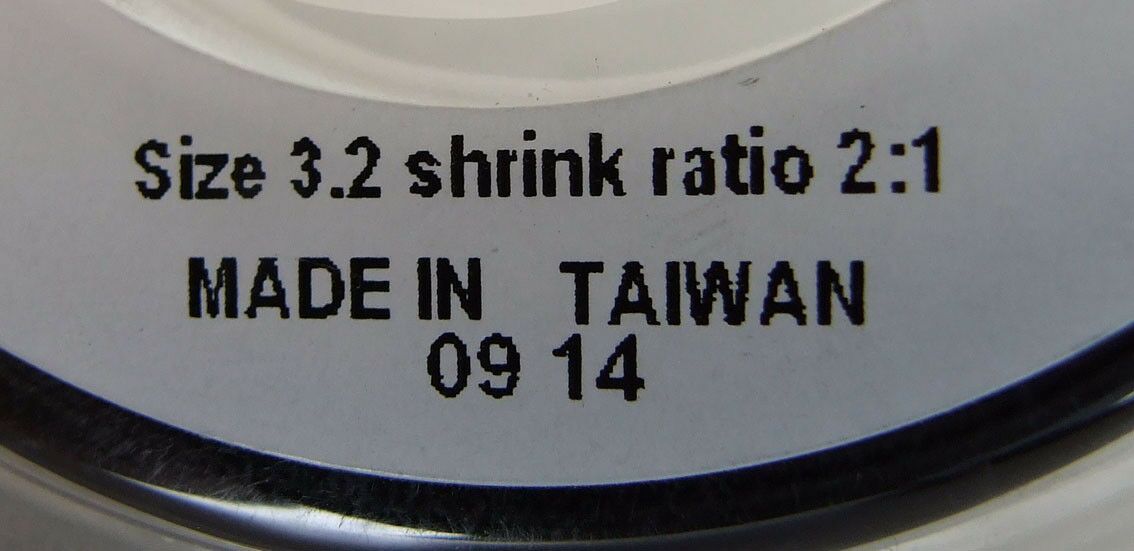 Size 3.2 shrink ratio 2:1
MADE IN TAIWAN
09 14